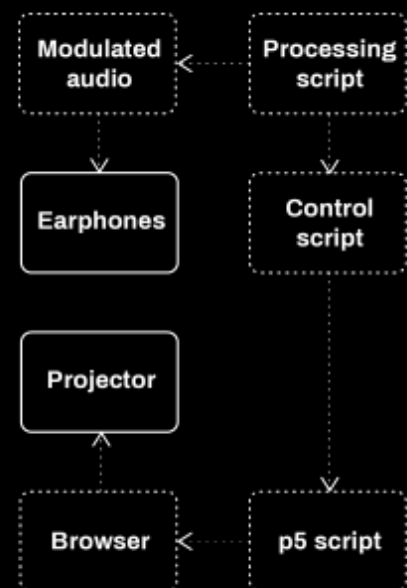 Modulated
audio
Processing
script
Earphones
Control
script
Projector
Browser
p5 script